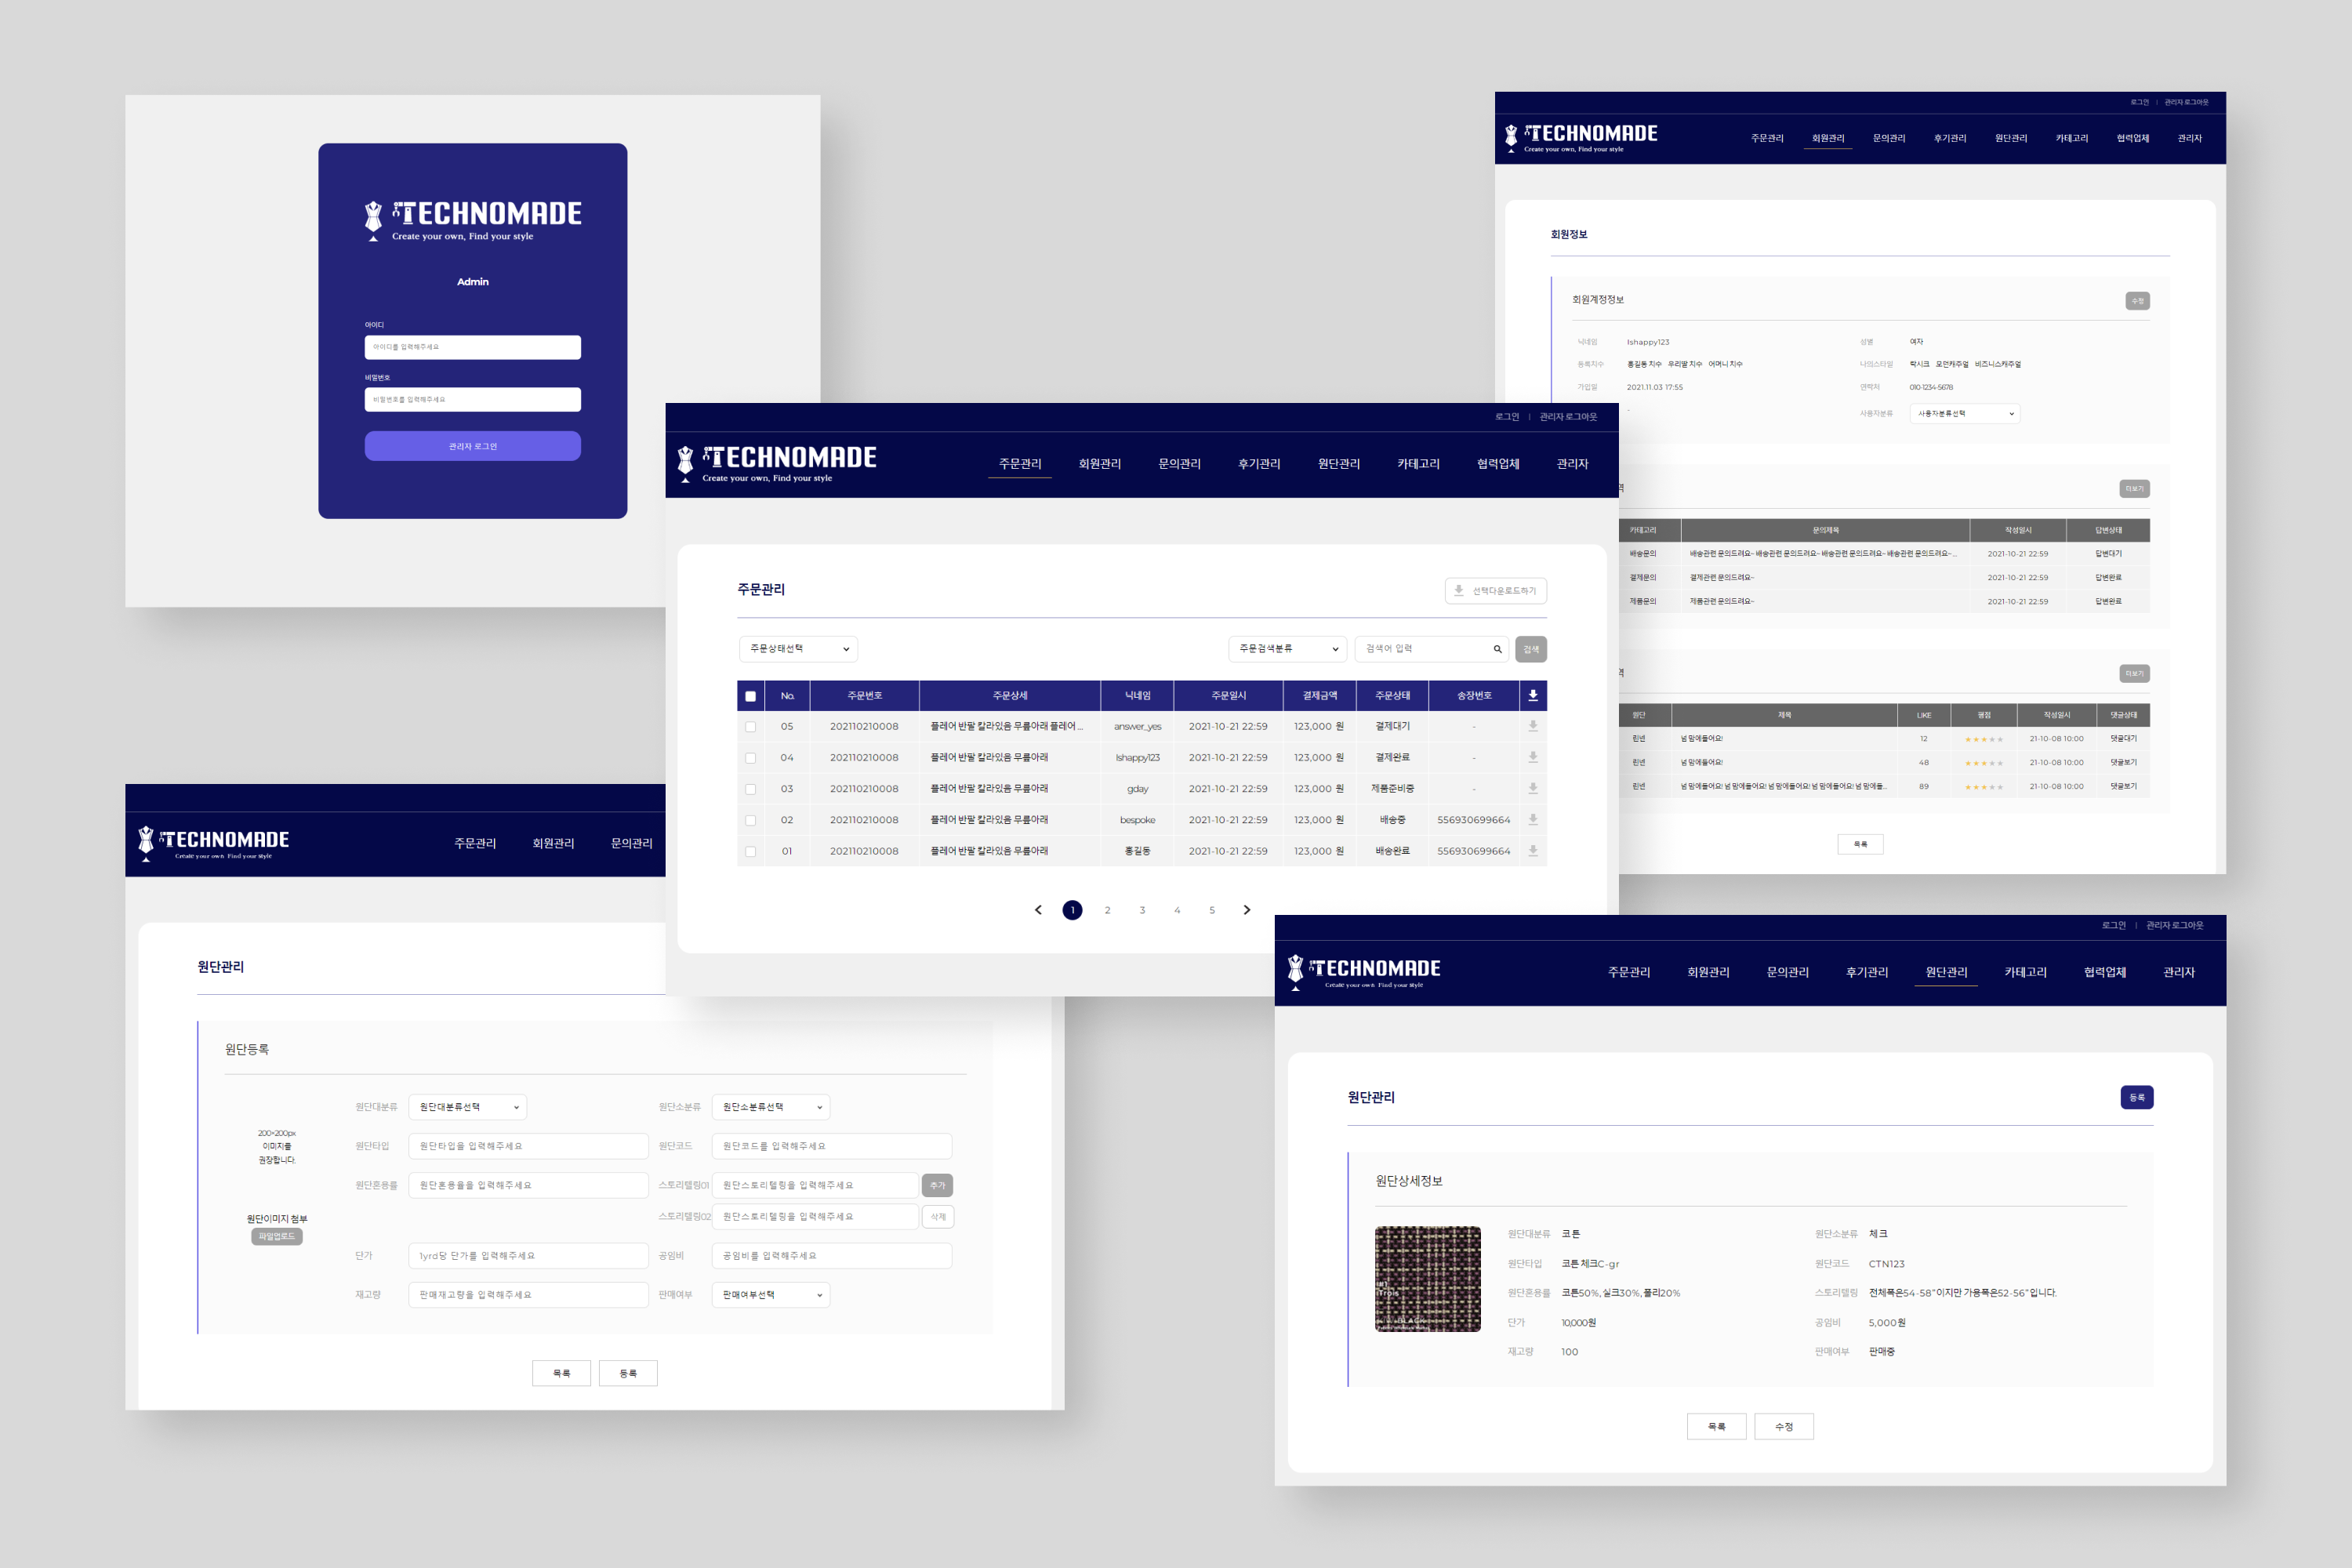 TECHNOMADE
Create your own, Find your style
Admin
아이디
아이디를 입력해주세요
비밀번호
비밀번호를 입력해주세요
관리자 로그인
로그인 | 관리자 로그아웃
TECHNOMADE
Create your own, Find your style
주문관리 회원관리 문의관리 후기관리 원단관리 카테고리 협력업체 관리자
회원정보
회원계정정보 수정
닉네임 lshappy123 성별 여자
등록치수 홍길동 치수 우리딸 치수 어머니 치수 나의스타일 락시크 모던캐주얼 비즈니스캐주얼
가입일 2021.11.03 17:55 연락처 010-1234-5678
- 사용자분류 사용자분류선택
역 더보기
카테고리 문의제목 작성일시 답변상태
배송문의 배송관련 문의드려요~ 배송관련 문의드려요~ 배송관련 문의드려요~ 배송관련 문의드려요~ ... 2021-10-21 22:59 답변대기
결제문의 결제관련 문의드려요~ 2021-10-21 22:59 답변완료
제품문의 제품관련 문의드려요~ 2021-10-21 22:59 답변완료
역 더보기
원단 제목 LIKE 평점 작성일시 댓글상태
린넨 넘 맘에들어요! 12 ★★★★★ 21-10-08 10:00 댓글대기
린넨 넘 맘에들어요! 48 ★★★★★ 21-10-08 10:00 댓글보기
린넨 넘 맘에들어요! 넘 맘에들어요! 넘 맘에들어요! 넘 맘에들어요! 넘 맘에들... 89 ★★★★★ 21-10-08 10:00 댓글보기
목록
로그인 | 관리자 로그아웃
TECHNOMADE
Create your own, Find your style
주문관리 회원관리 문의관리 후기관리 원단관리 카테고리 협력업체 관리자
주문관리 선택다운로드하기
주문상태선택 주문검색분류 검색어 입력 검색
No. 주문번호 주문상세 닉네임 주문일시 결제금액 주문상태 송장번호
05 202110210008 플레어 반팔 칼라있음 무릎아래 플레어 ... answer_yes 2021-10-21 22:59 123,000 원 결제대기 -
04 202110210008 플레어 반팔 칼라있음 무릎아래 lshappy123 2021-10-21 22:59 123,000 원 결제완료 -
03 202110210008 플레어 반팔 칼라있음 무릎아래 gday 2021-10-21 22:59 123,000 원 제품준비중 -
02 202110210008 플레어 반팔 칼라있음 무릎아래 bespoke 2021-10-21 22:59 123,000 원 배송중 556930699664
01 202110210008 플레어 반팔 칼라있음 무릎아래 홍길동 2021-10-21 22:59 123,000 원 배송완료 556930699664
1 2 3 4 5
TECHNOMADE
Create your own Find your style
주문관리 회원관리 문의관리
원단관리
원단등록
원단대분류 원단대분류선택 원단소분류 원단소분류선택
200*200px
이미지를
권장합니다.
원단타입 원단타입을 입력해주세요 원단코드 원단코드를 입력해주세요
원단혼용률 원단혼용율을 입력해주세요 스토리텔링01 원단스토리텔링을 입력해주세요 추가
스토리텔링02 원단스토리텔링을 입력해주세요 삭제
원단이미지 첨부
파일업로드
단가 1yrd당 단가를 입력해주세요 공임비 공임비를 입력해주세요
재고량 판매재고량을 입력해주세요 판매여부 판매여부선택
목록 등록
로그인 | 관리자 로그아웃
TECHNOMADE
Create your own Find your style
주문관리 회원관리 문의관리 후기관리 원단관리 카테고리 협력업체 관리자
원단관리 등록
원단상세정보
원단대분류 코튼 원단소분류 체크
원단타입 코튼 체크C-gr 원단코드 CTN123
원단혼용률 코튼50%, 실크30%, 폴리20% 스토리텔링 전체폭은54-58"이지만 가용폭은52-56"입니다.
단가 10,000원 공임비 5,000원
재고량 100 판매여부 판매중
#1
iTrois
BLACK
목록 수정